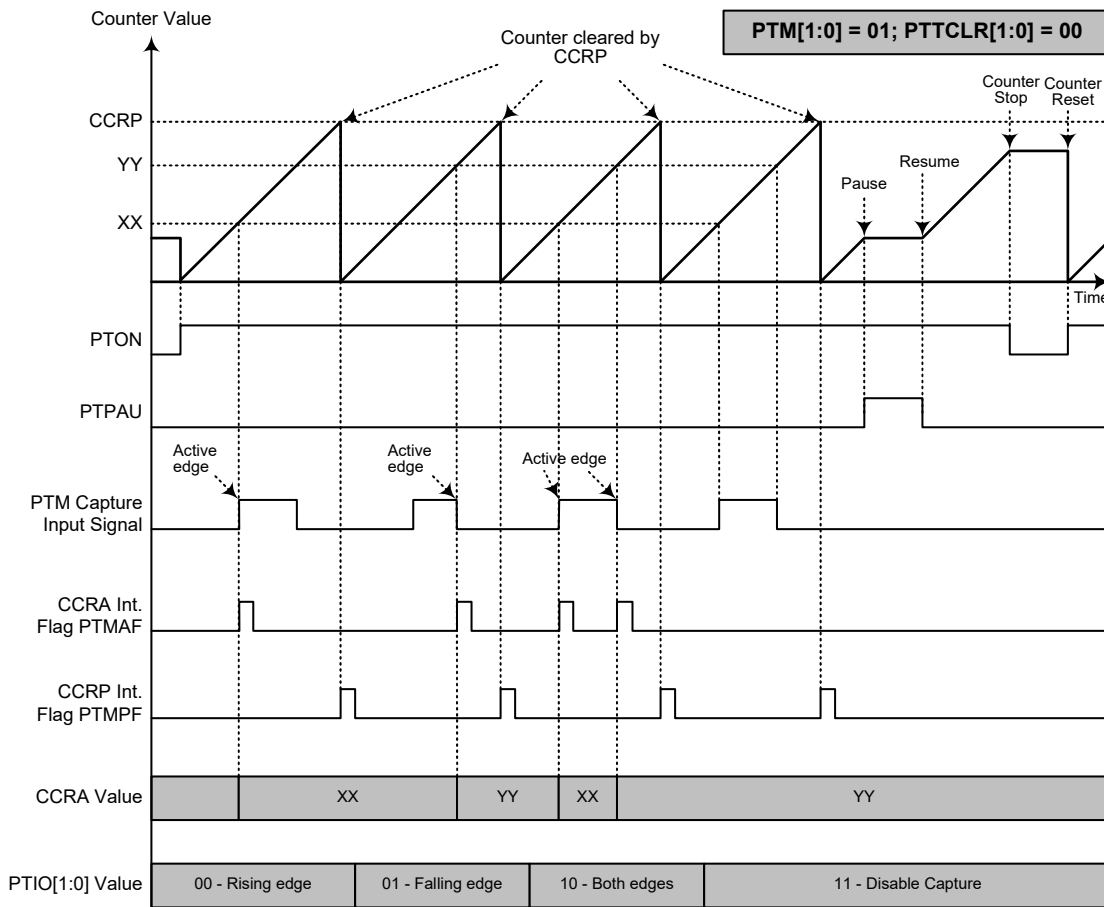 Counter Value
PTM[1:0] = 01; PTTCLR[1:0] = 00
Counter cleared by
CCRP
Counter
Stop
Counter
Reset
CCRP
YY
XX
Pause
Resume
Time
PTON
PTPAU
Active
edge
Active
edge
Active edge
PTM Capture
Input Signal
CCRA Int.
Flag PTMAF
CCRP Int.
Flag PTMPF
CCRA Value
XX
YY
XX
YY
PTIO[1:0] Value
00 - Rising edge
01 - Falling edge
10 - Both edges
11 - Disable Capture